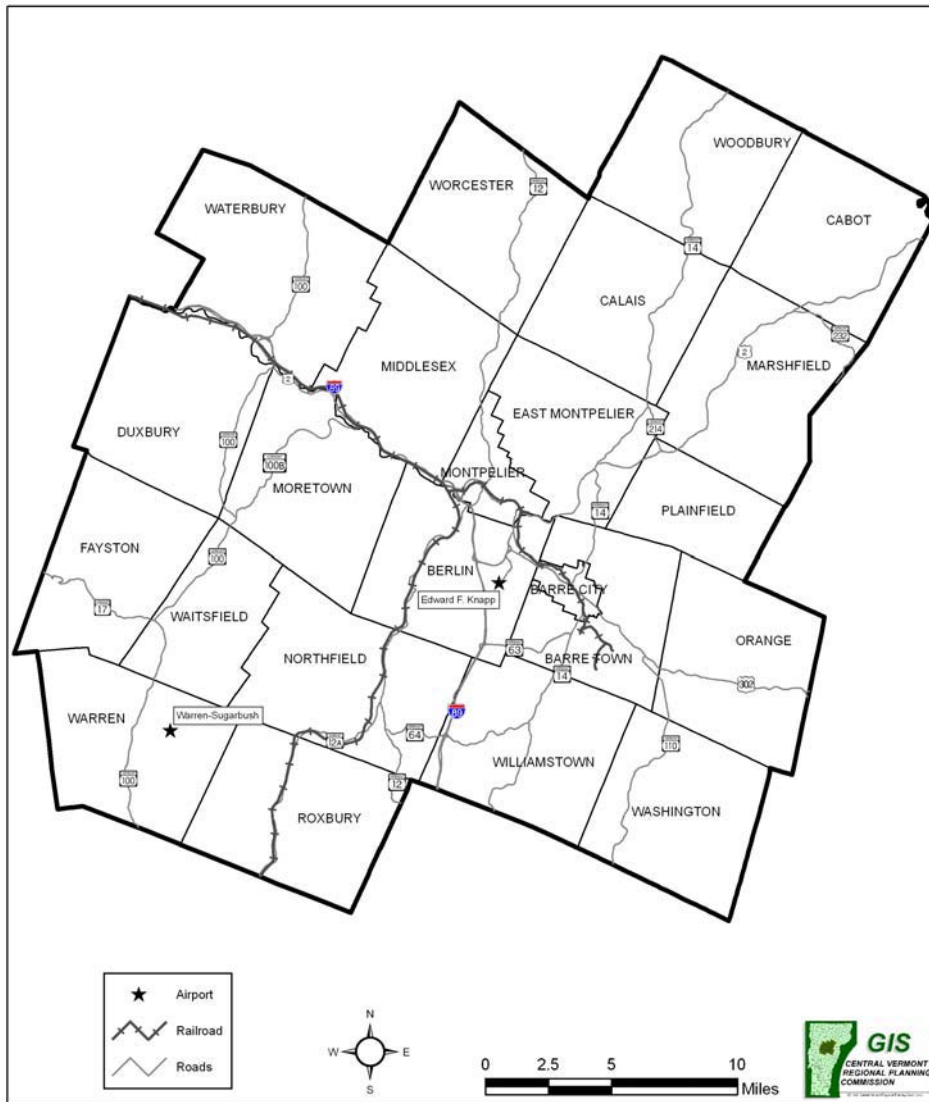 WOODBURY
WORCESTER
12
WATERBURY
CABOT
14
100
CALAIS
232
2
MARSHFIELD
MIDDLESEX
2
89
EAST MONTPELIER
214
DUXBURY
100
100B
MONTPELIER
MORETOWN
14
PLAINFIELD
FAYSTON
100
BERLIN
BARRE CITY
Edward F. Knapp
17
WAITSFIELD
ORANGE
63
NORTHFIELD
BARRE TOWN
14
302
WARREN
Warren-Sugarbush
89
12A
64
110
WILLIAMSTOWN
100
12
ROXBURY
WASHINGTON
Airport
Railroad
Roads
N
W E
S
0 2.5 5 10
Miles
GIS
CENTRAL VERMONT
REGIONAL PLANNING
COMMISSION